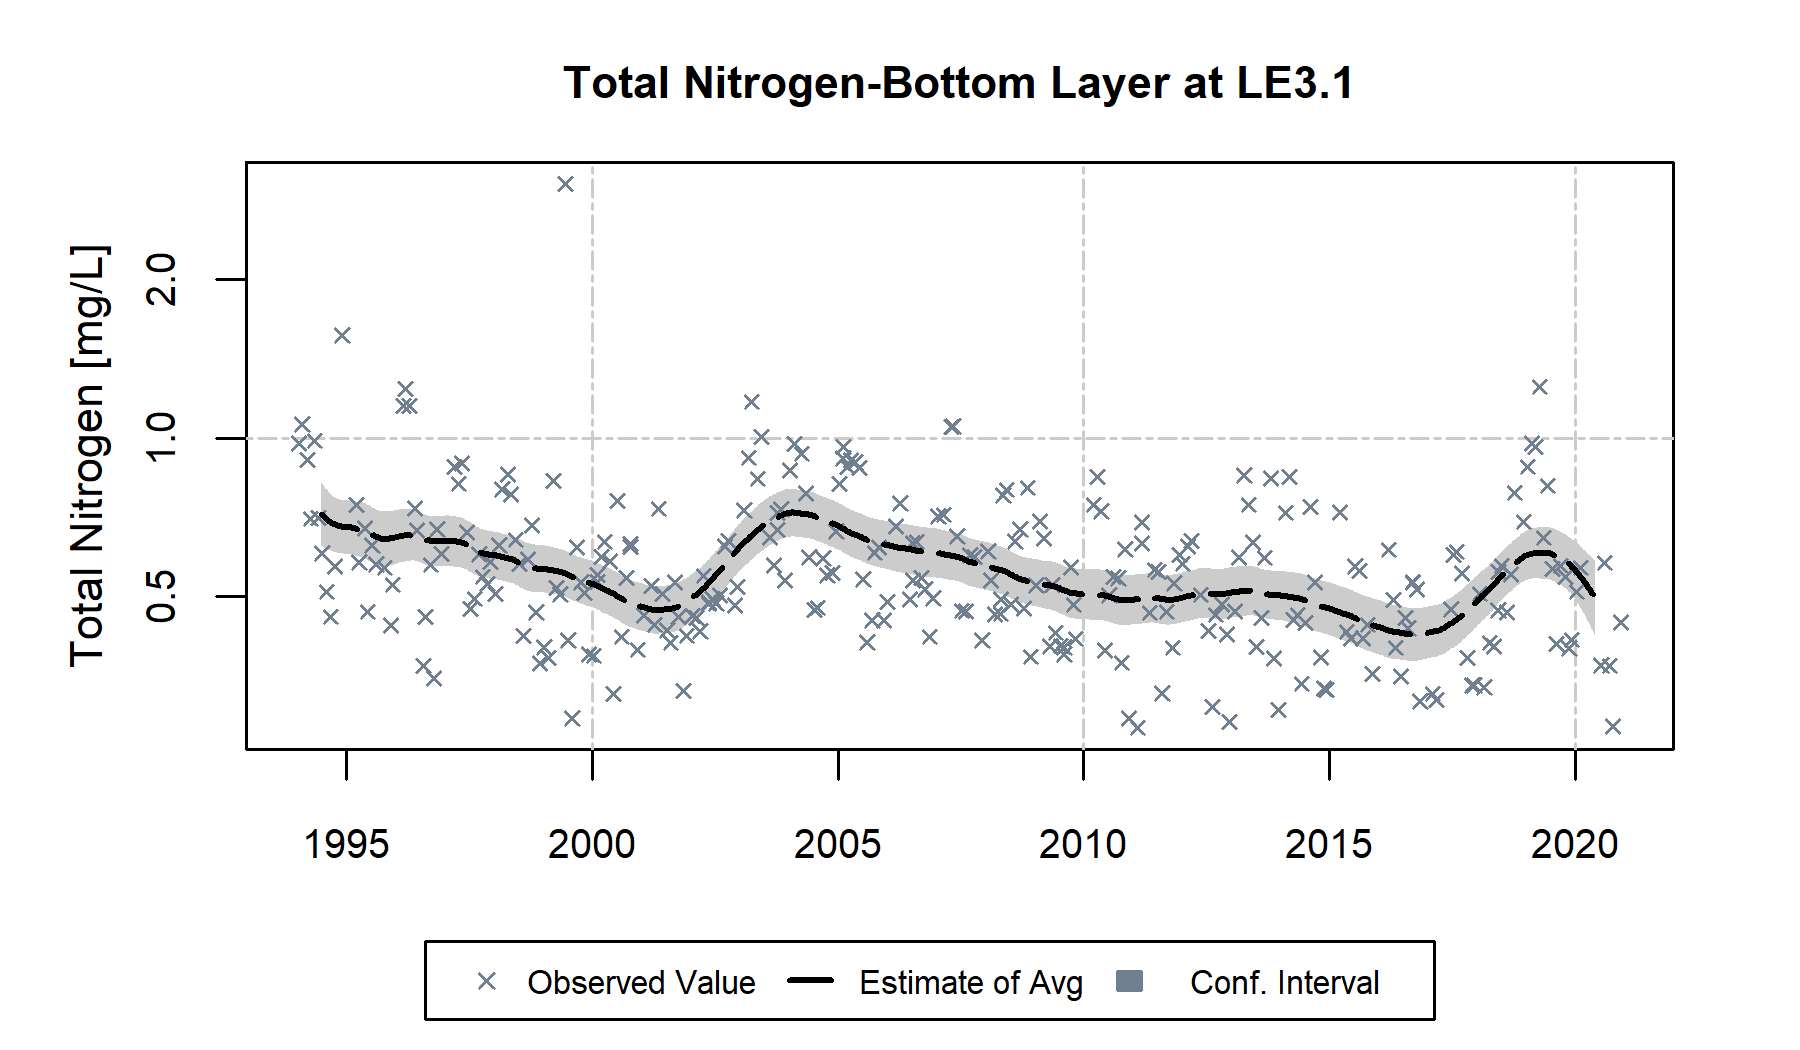 Total Nitrogen-Bottom Layer at LE3.1
Total Nitrogen [mg/L]
2.0
1.0
0.5
1995 2000 2005 2010 2015 2020
Observed Value Estimate of Avg Conf. Interval